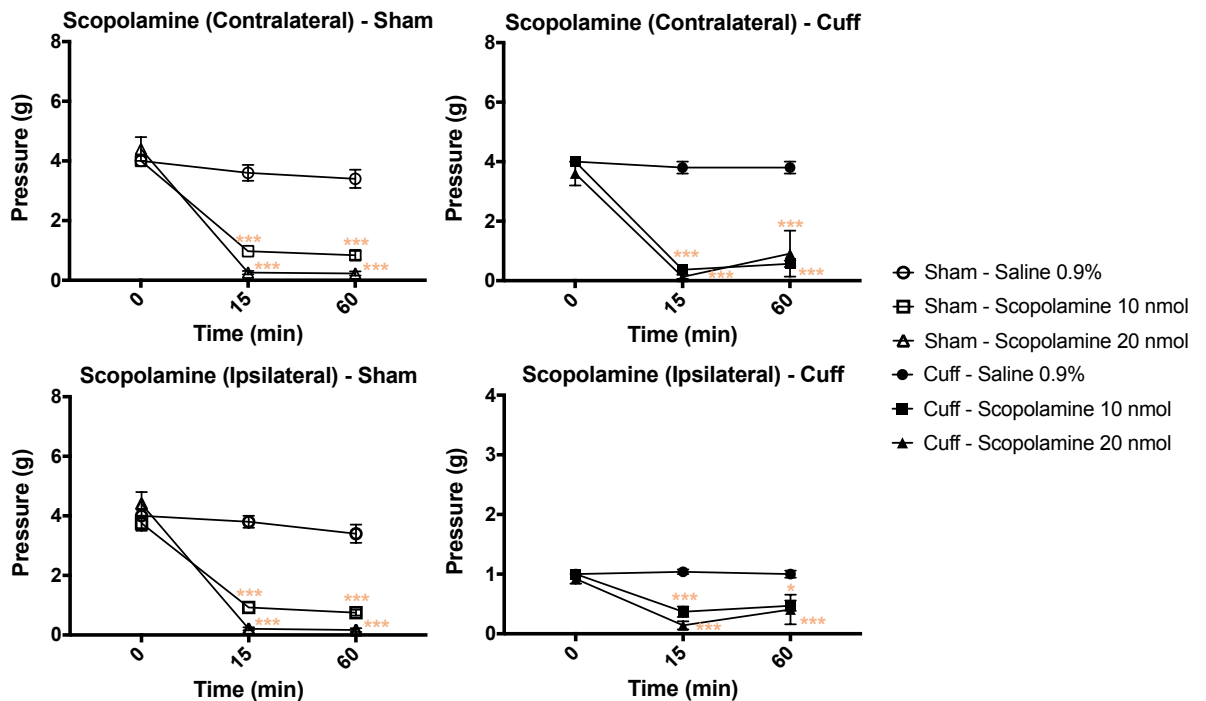 Scopolamine (Contralateral) - Sham
8
6
4
2
0
Pressure (g)
***
***
***
***
0
15
60
Time (min)
Scopolamine (Contralateral) - Cuff
8
6
4
2
0
Pressure (g)
***
***
***
***
0
15
60
Time (min)
Sham - Saline 0.9%
Sham - Scopolamine 10 nmol
Sham - Scopolamine 20 nmol
Cuff - Saline 0.9%
Cuff - Scopolamine 10 nmol
Cuff - Scopolamine 20 nmol
Scopolamine (Ipsilateral) - Sham
8
6
4
2
0
Pressure (g)
***
***
***
***
0
15
60
Time (min)
Scopolamine (Ipsilateral) - Cuff
4
3
2
1
0
Pressure (g)
***
*
***
***
0
15
60
Time (min)